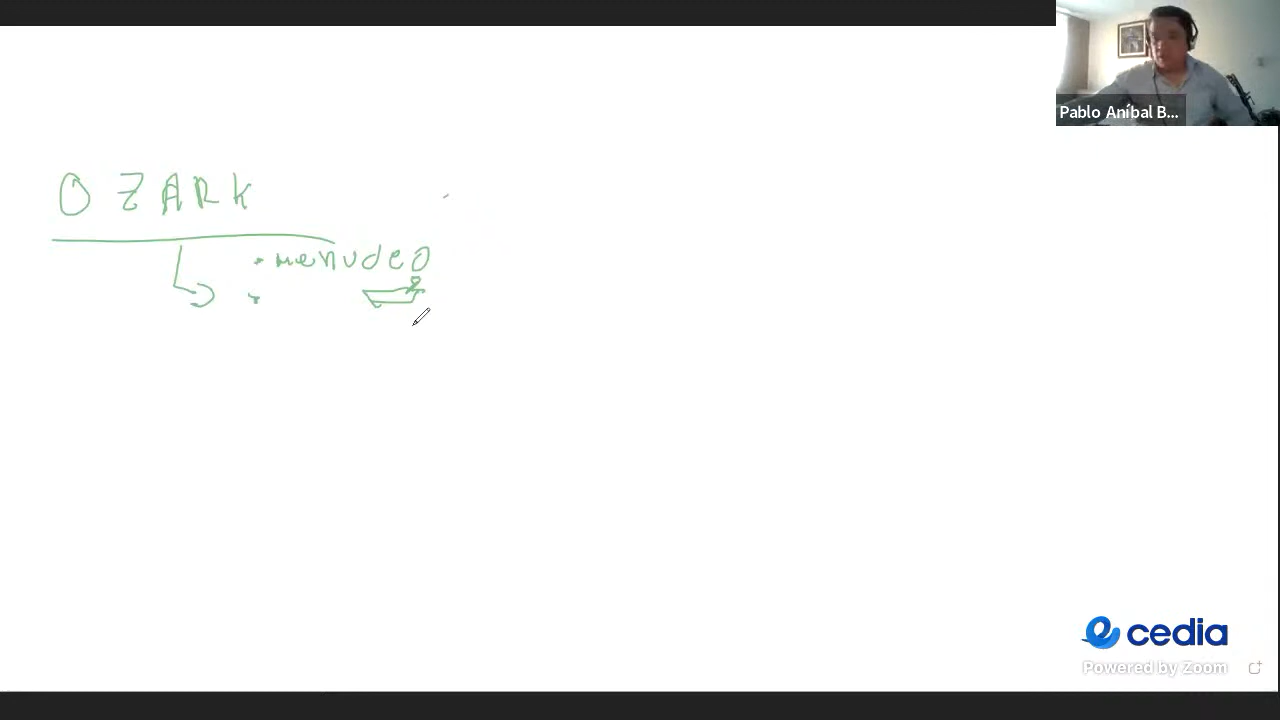 Pablo Aníbal B...
OZARK
• menudeo
•
cedia
Powered by Zoom